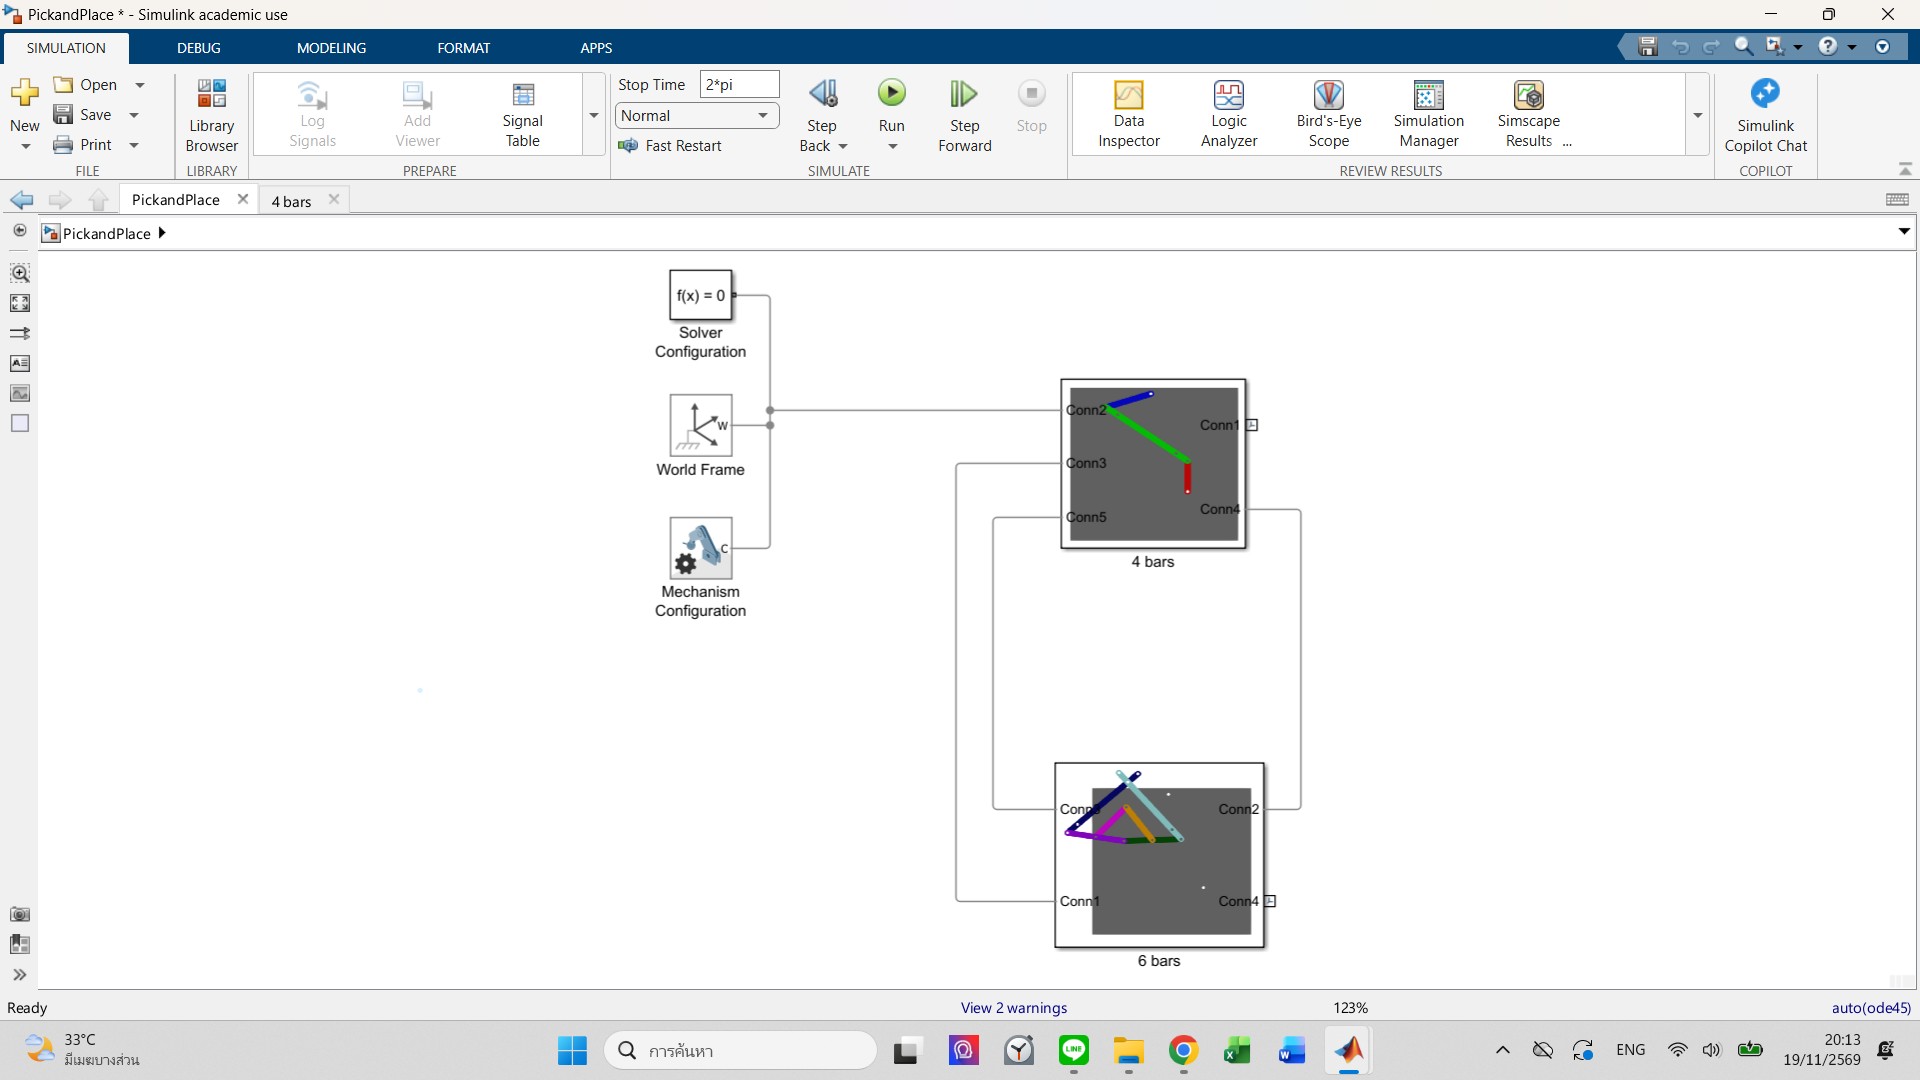 PickandPlace * - Simulink academic use
SIMULATION DEBUG MODELING FORMAT APPS
New
Open
Save
Print
FILE
Library Browser
LIBRARY
Log Signals
Add Viewer
Signal Table
PREPARE
Stop Time 2*pi
Normal
Fast Restart
Step Back
Run
Step Forward
Stop
SIMULATE
Data Inspector
Logic Analyzer
Bird's-Eye Scope
Simulation Manager
Simscape Results ...
REVIEW RESULTS
Simulink Copilot Chat
COPILOT
PickandPlace 4 bars
PickandPlace
f(x) = 0
Solver
Configuration
W
World Frame
C
Mechanism
Configuration
Conn2
Conn1
Conn3
Conn4
Conn5
4 bars
Conn2
Conn1
Conn4
6 bars
Ready View 2 warnings 123% auto(ode45)
33°C
มีเมฆบางส่วน
การค้นหา
LINE
ENG
20:13
19/11/2569